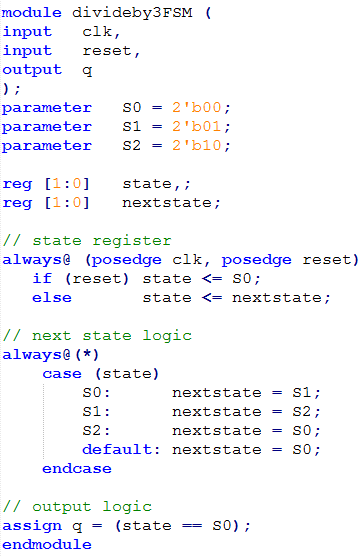 module divideby3FSM (
input   clk,
input   reset,
output  q
);
parameter   S0 = 2'b00;
parameter   S1 = 2'b01;
parameter   S2 = 2'b10;

reg [1:0]   state,;
reg [1:0]   nextstate;

// state register
always@ (posedge clk, posedge reset)
   if (reset) state <= S0;
   else       state <= nextstate;

// next state logic
always@(*)
    case (state)
        S0:      nextstate = S1;
        S1:      nextstate = S2;
        S2:      nextstate = S0;
        default: nextstate = S0;
    endcase

// output logic
assign q = (state == S0);
endmodule